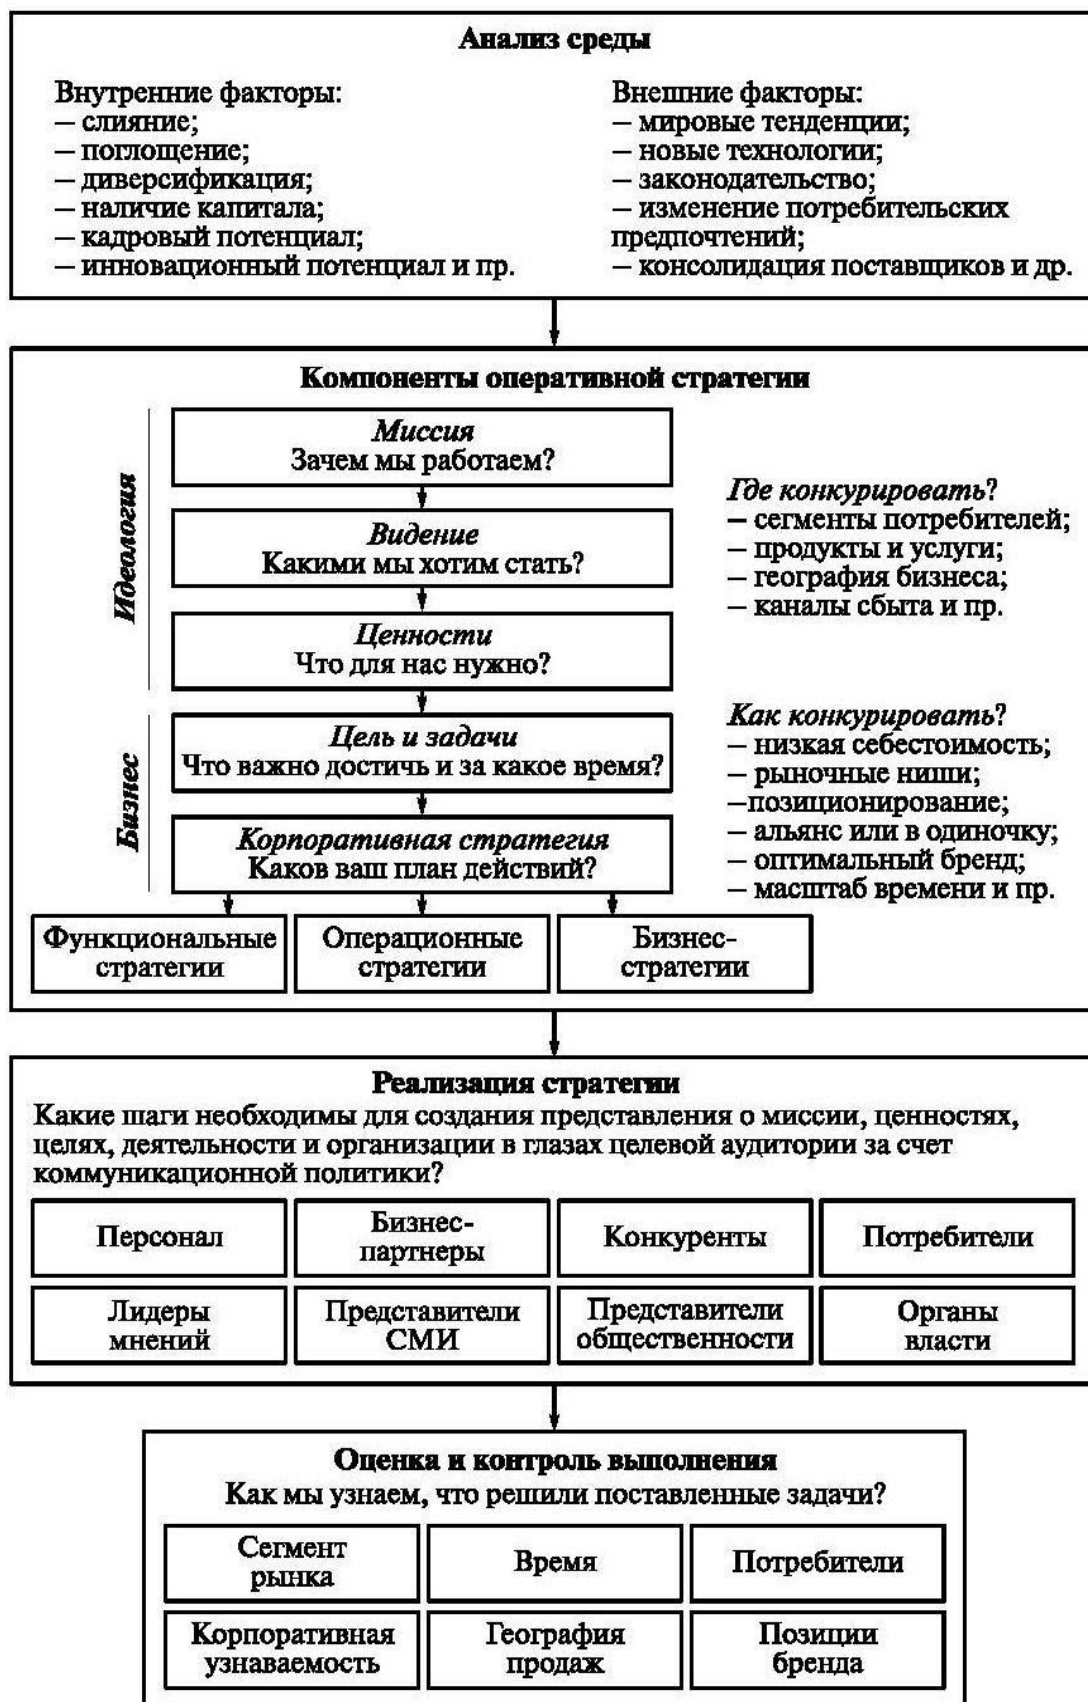 Анализ среды
Внутренние факторы:
— слияние;
— поглощение;
— диверсификация;
— наличие капитала;
— кадровый потенциал;
— инновационный потенциал и пр.
Внешние факторы:
— мировые тенденции;
— новые технологии;
— законодательство;
— изменение потребительских
предпочтений;
— консолидация поставщиков и др.
Компоненты оперативной стратегии
Идеология
Миссия
Зачем мы работаем?
Видение
Какими мы хотим стать?
Ценности
Что для нас нужно?
Бизнес
Цель и задачи
Что важно достичь и за какое время?
Корпоративная стратегия
Каков ваш план действий?
Функциональные
стратегии
Операционные
стратегии
Бизнес-
стратегии
Где конкурировать?
— сегменты потребителей;
— продукты и услуги;
— география бизнеса;
— каналы сбыта и пр.
Как конкурировать?
— низкая себестоимость;
— рыночные ниши;
—позиционирование;
— альянс или в одиночку;
— оптимальный бренд;
— масштаб времени и пр.
Реализация стратегии
Какие шаги необходимы для создания представления о миссии, ценностях,
целях, деятельности и организации в глазах целевой аудитории за счет
коммуникационной политики?
Персонал
Бизнес-
партнеры
Конкуренты
Потребители
Лидеры
мнений
Представители
СМИ
Представители
общественности
Органы
власти
Оценка и контроль выполнения
Как мы узнаем, что решили поставленные задачи?
Сегмент
рынка
Время
Потребители
Корпоративная
узнаваемость
География
продаж
Позиции
бренда